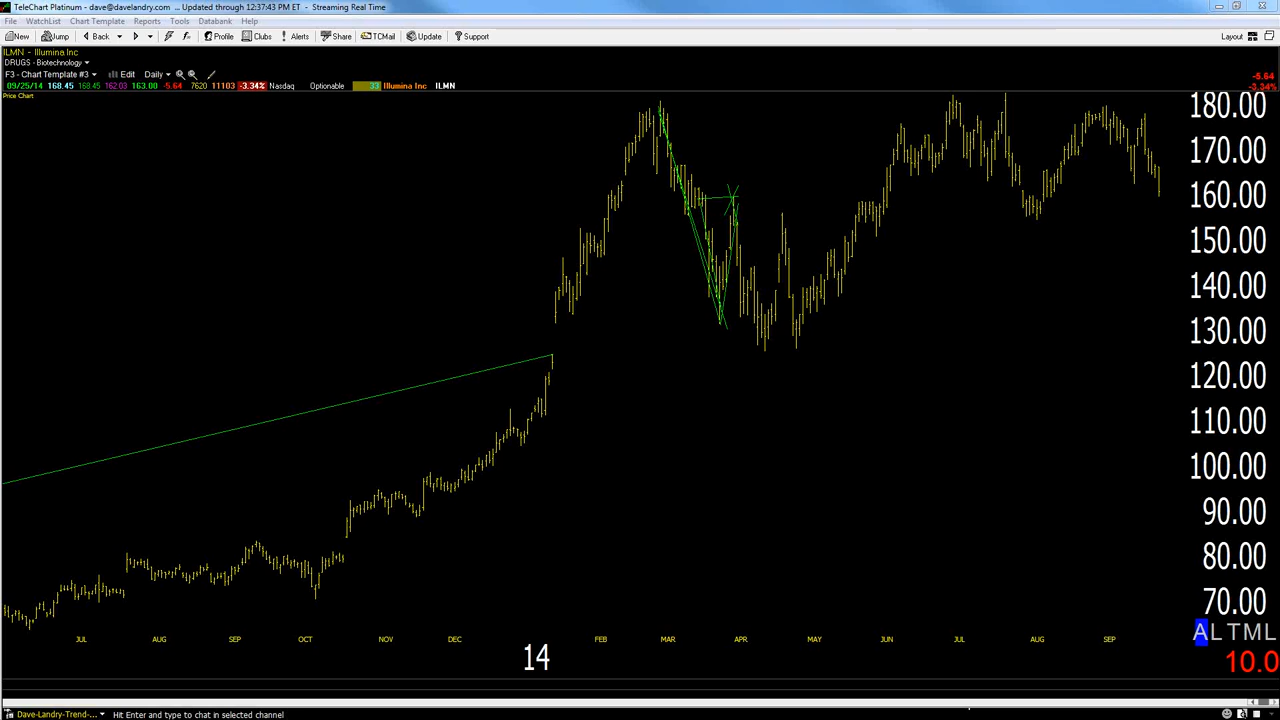 TeleChart Platinum - dave@davelandry.com ... Updated through 12:37:43 PM ET - Streaming Real Time
File WatchList Chart Template Reports Tools Databank Help
New Jump Back Profile Clubs Alerts Share TCMail Update Support Layout
ILMN - Illumina Inc
DRUGS - Biotechnology
F3 - Chart Template #3 Edit Daily
-5.64
09/25/14 168.45 168.45 162.03 163.00 -5.64 7620 11103 -3.34% Nasdaq Optionable 33 Illumina Inc ILMN
-3.34%
Price Chart
180.00
170.00
160.00
150.00
140.00
130.00
120.00
110.00
100.00
90.00
80.00
70.00
ALTML
JUL AUG SEP OCT NOV DEC FEB MAR APR MAY JUN JUL AUG SEP
14
10.0
Dave-Landry-Trend-... Hit Enter and type to chat in selected channel